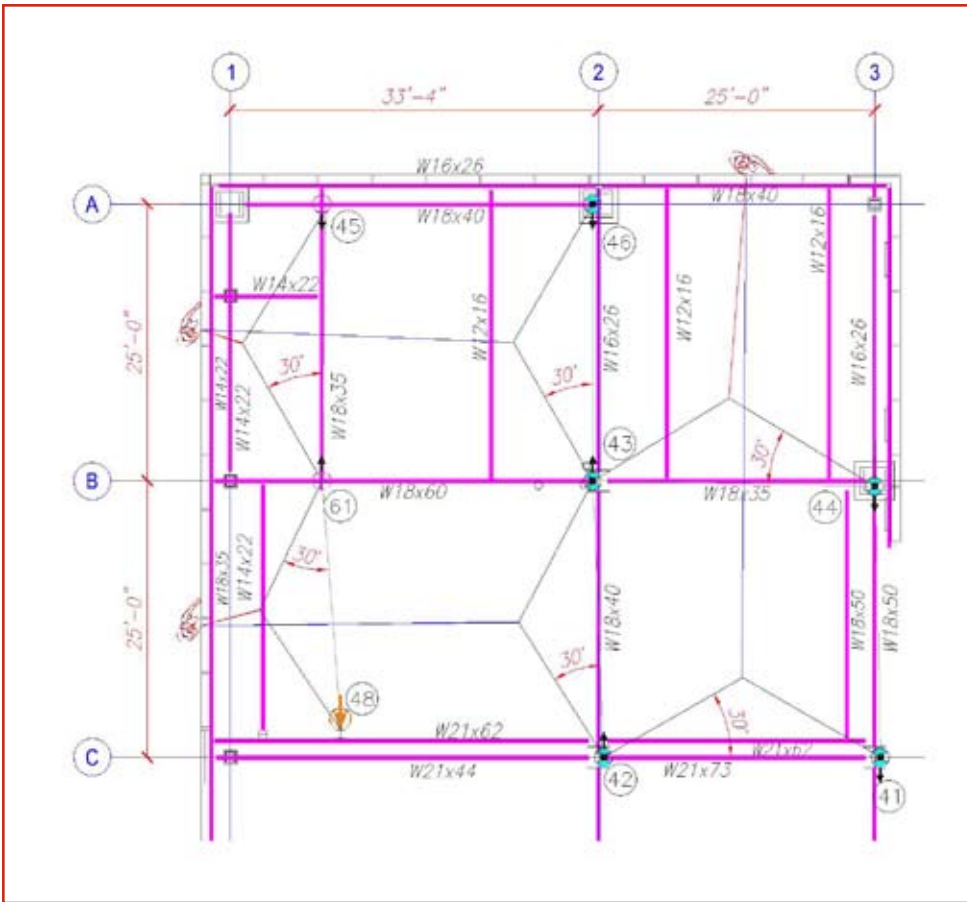 1
2
3
33'-4"
25'-0"
W16x26
A
W18x40
W18x40
45
46
W14x22
W12x16
W16x26
W12x16
W12x16
W16x26
25'-0"
W14x22
W14x22
30'
W18x35
30'
43
30'
B
61
W18x60
W18x35
44
W18x35
W14x22
30'
25'-0"
W18x40
W18x50
W18x50
48
30'
30'
W21x62
W21x62
C
W21x44
42
W21x73
41